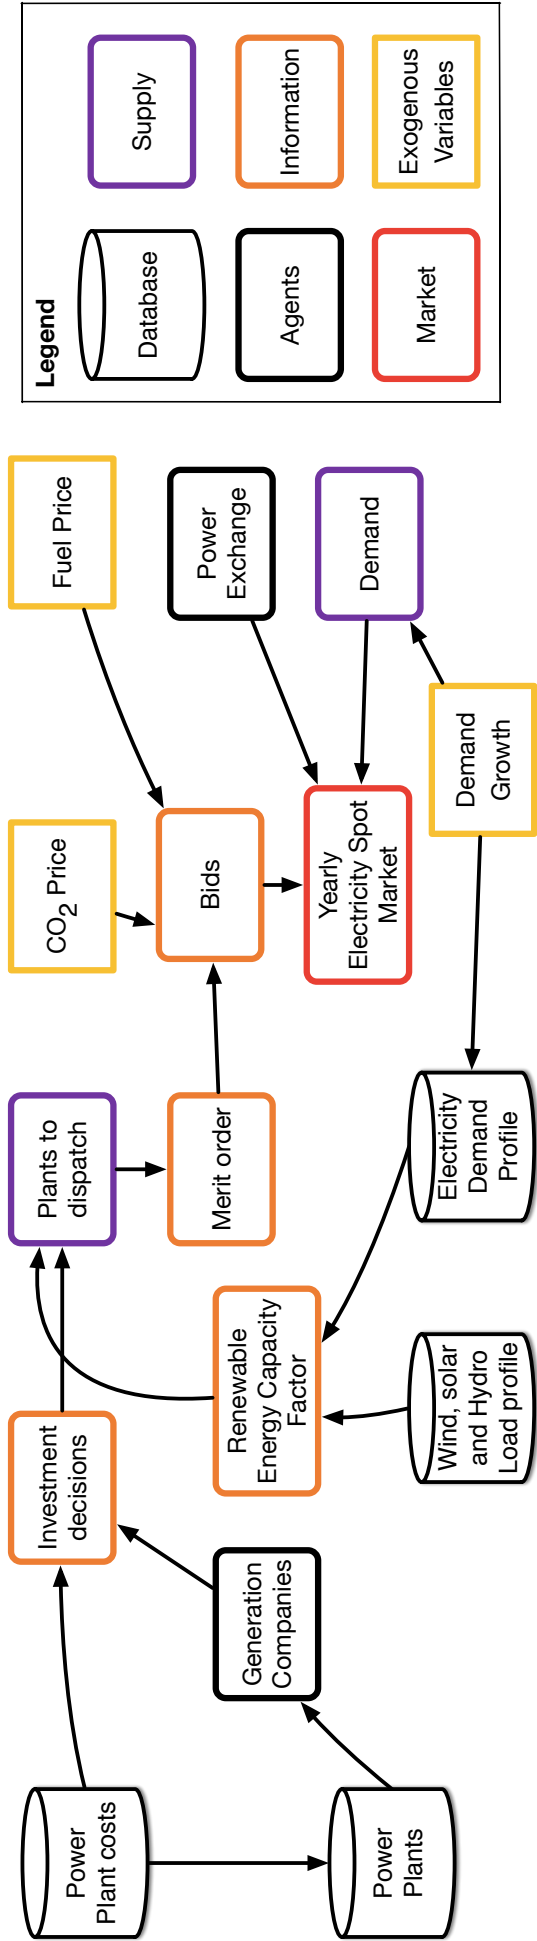 Power
Plant costs
Power
Plants
Investment
decisions
Generation
Companies
Renewable
Energy Capacity
Factor
Wind, solar
and Hydro
Load profile
Plants to
dispatch
Merit order
Electricity
Demand
Profile
CO2 Price
Bids
Yearly
Electricity Spot
Market
Demand
Growth
Fuel Price
Power
Exchange
Demand
Legend
Database
Supply
Agents
Information
Market
Exogenous
Variables